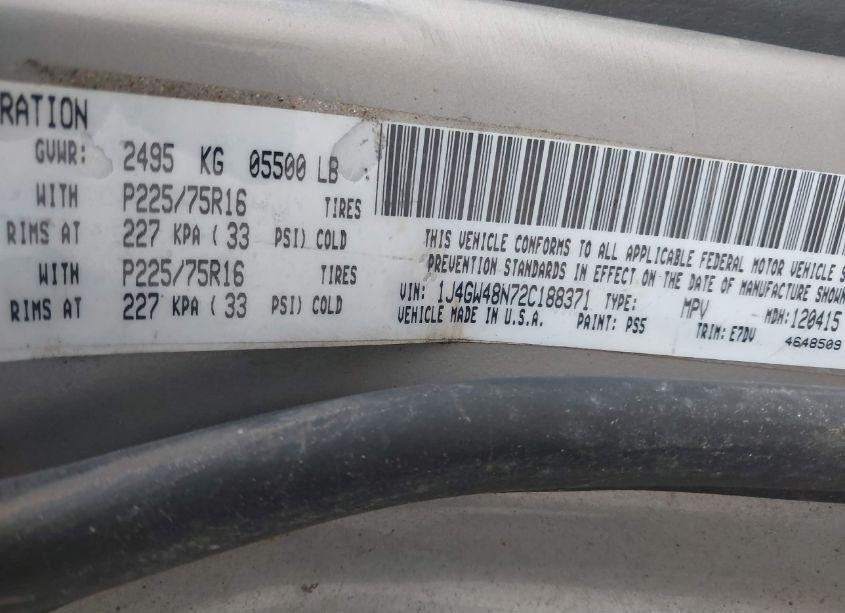 RATION
GVWR: 2495 KG 05500 LB
WITH P225/75R16 TIRES
RIMS AT 227 KPA ( 33 PSI) COLD
WITH P225/75R16 TIRES
RIMS AT 227 KPA ( 33 PSI) COLD
THIS VEHICLE CONFORMS TO ALL APPLICABLE FEDERAL MOTOR VEHICLE S
PREVENTION STANDARDS IN EFFECT ON THE DATE OF MANUFACTURE SHOWN
VIN: 1J4GW48N72C188371 TYPE: MPV MDH: 120415
VEHICLE MADE IN U.S.A. PAINT: PS5 TRIM: E7DV
4648509